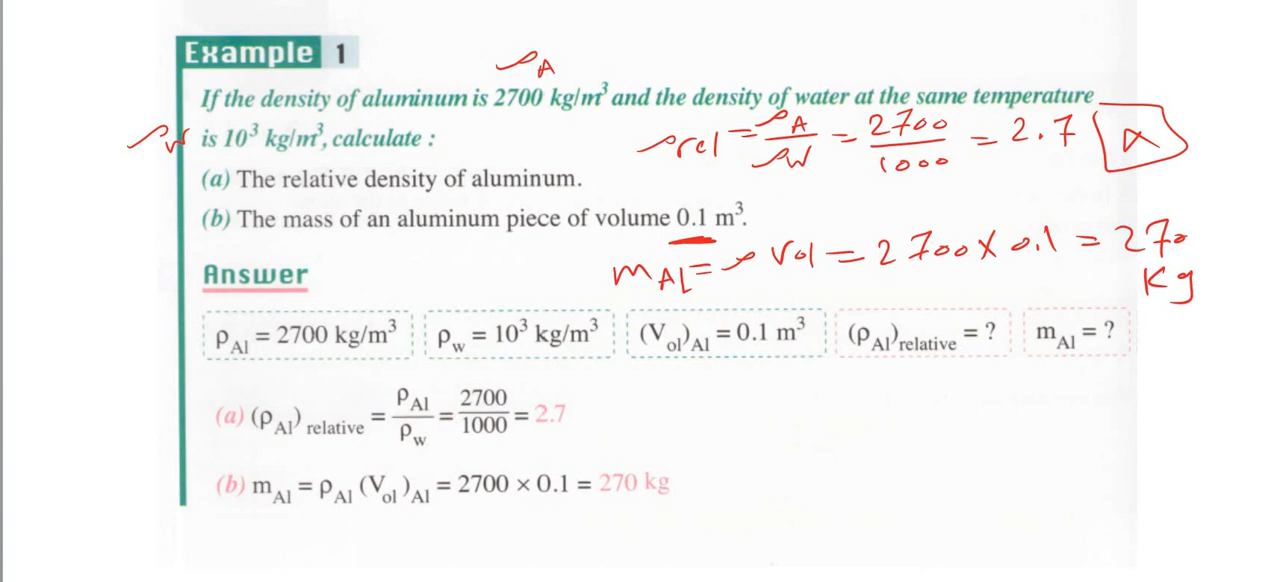 Example 1
ρA
If the density of aluminum is 2700 kg/m³ and the density of water at the same temperature
ρw is 10³ kg/m³, calculate :
ρrel = ρA/ρw = 2700/1000 = 2.7 a
(a) The relative density of aluminum.
(b) The mass of an aluminum piece of volume 0.1 m³.
mAL = ρ Vol = 2700 × 0.1 = 270
Kg
Answer
ρAl = 2700 kg/m³ ρw = 10³ kg/m³ (Vol)Al = 0.1 m³ (ρAl)relative = ? mAl = ?
(a) (ρAl) relative = ρAl/ρw = 2700/1000 = 2.7
(b) mAl = ρAl (Vol)Al = 2700 × 0.1 = 270 kg